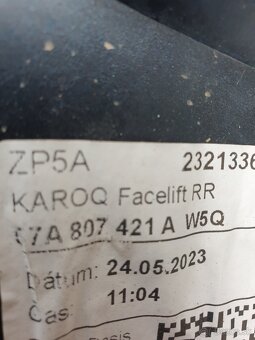 ZP5A 2321336
KAROQ Facelift RR
57A 807 421 A W5Q
Dátum: 24.05.2023
Čas: 11:04